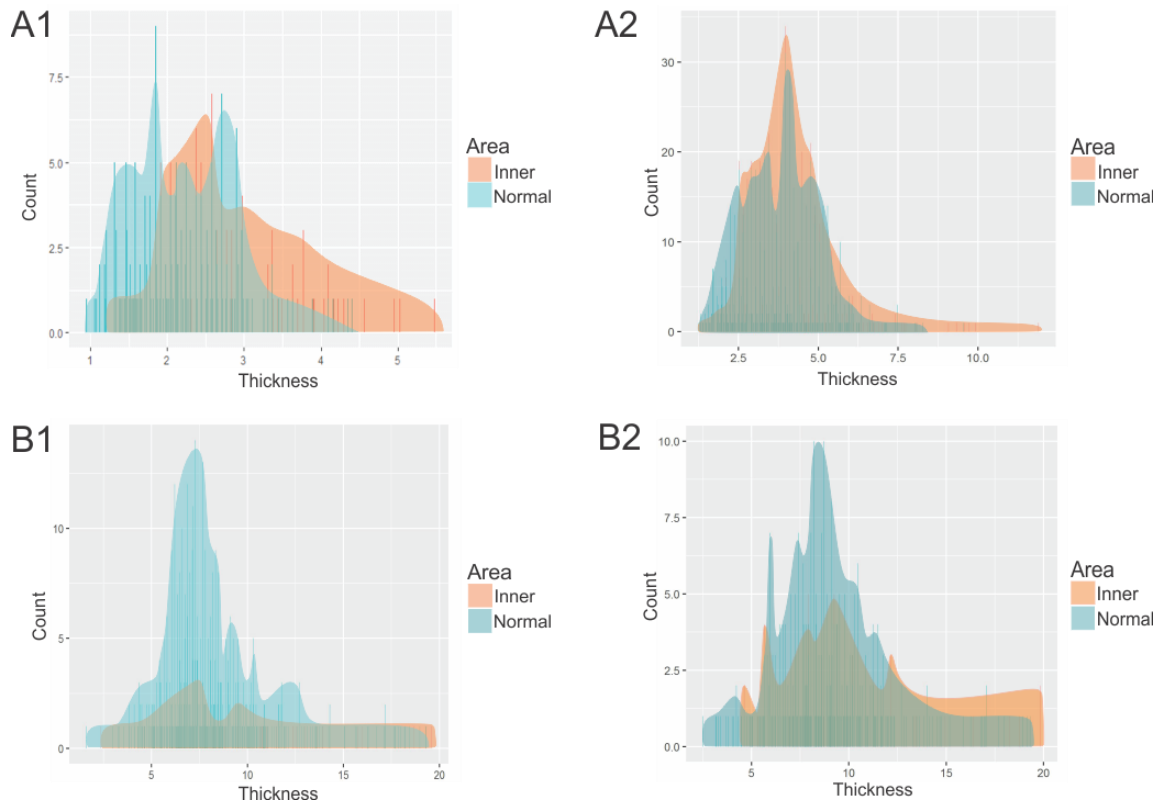 A1
7.5
5.0
2.5
0.0
Count
1 2 3 4 5
Thickness
Area
Inner
Normal
A2
30
20
10
0
Count
2.5 5.0 7.5 10.0
Thickness
Area
Inner
Normal
B1
10
5
0
Count
5 10 15 20
Thickness
Area
Inner
Normal
B2
10.0
7.5
5.0
2.5
0.0
Count
5 10 15 20
Thickness
Area
Inner
Normal